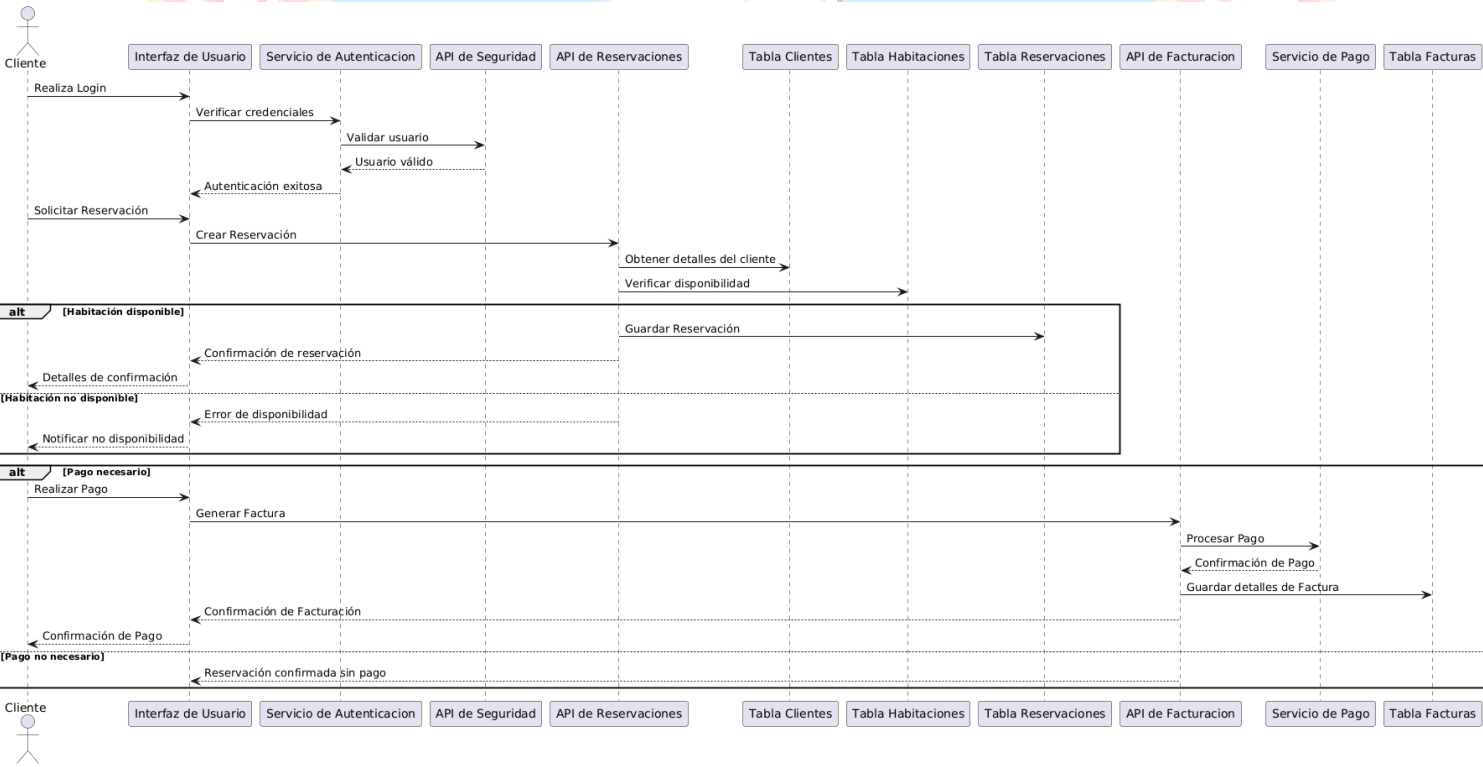 Cliente
Interfaz de Usuario
Servicio de Autenticacion
API de Seguridad
API de Reservaciones
Tabla Clientes
Tabla Habitaciones
Tabla Reservaciones
API de Facturacion
Servicio de Pago
Tabla Facturas
Realiza Login
Verificar credenciales
Validar usuario
Usuario válido
Autenticación exitosa
Solicitar Reservación
Crear Reservación
Obtener detalles del cliente
Verificar disponibilidad
alt [Habitación disponible]
Guardar Reservación
Confirmación de reservación
Detalles de confirmación
[Habitación no disponible]
Error de disponibilidad
Notificar no disponibilidad
alt [Pago necesario]
Realizar Pago
Generar Factura
Procesar Pago
Confirmación de Pago
Guardar detalles de Factura
Confirmación de Facturación
Confirmación de Pago
[Pago no necesario]
Reservación confirmada sin pago
Cliente
Interfaz de Usuario
Servicio de Autenticacion
API de Seguridad
API de Reservaciones
Tabla Clientes
Tabla Habitaciones
Tabla Reservaciones
API de Facturacion
Servicio de Pago
Tabla Facturas